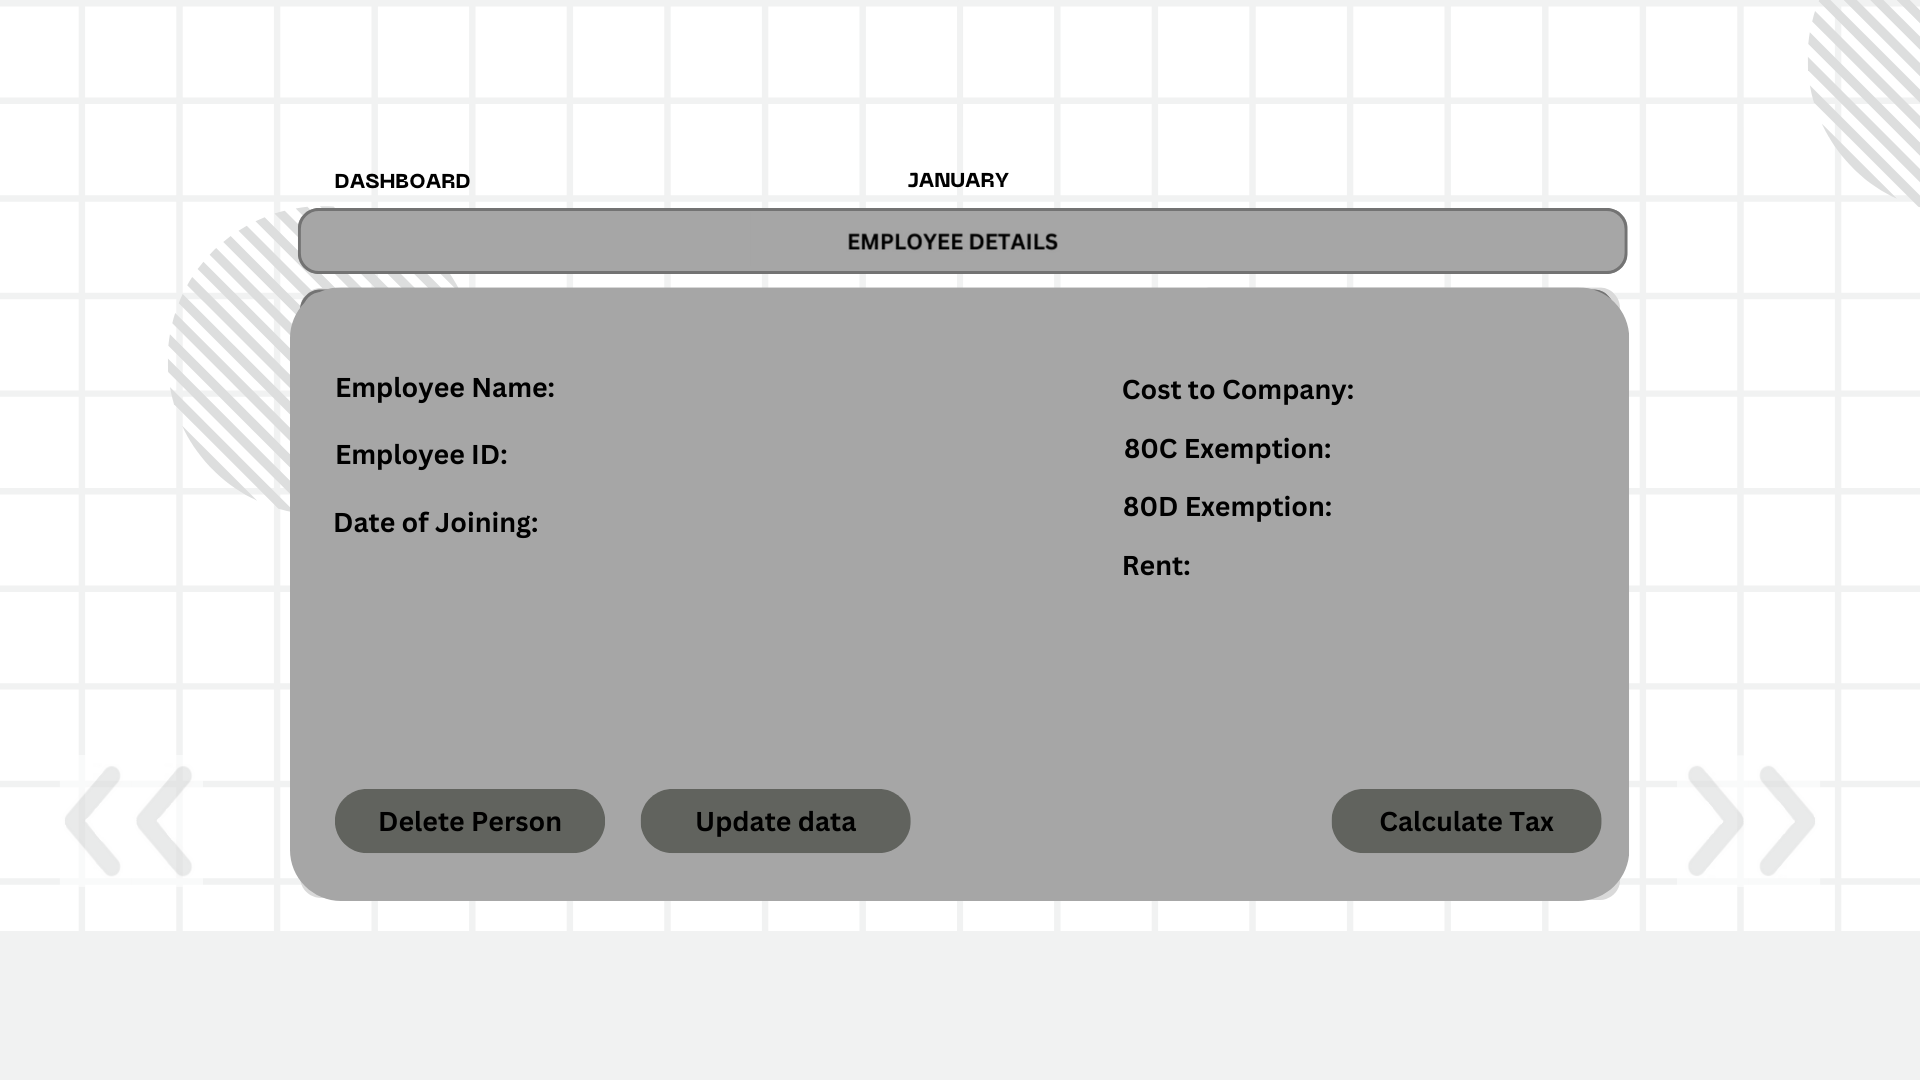 DASHBOARD
JANUARY
EMPLOYEE DETAILS
Employee Name:
Employee ID:
Date of Joining:
Cost to Company:
80C Exemption:
80D Exemption:
Rent:
Delete Person
Update data
Calculate Tax